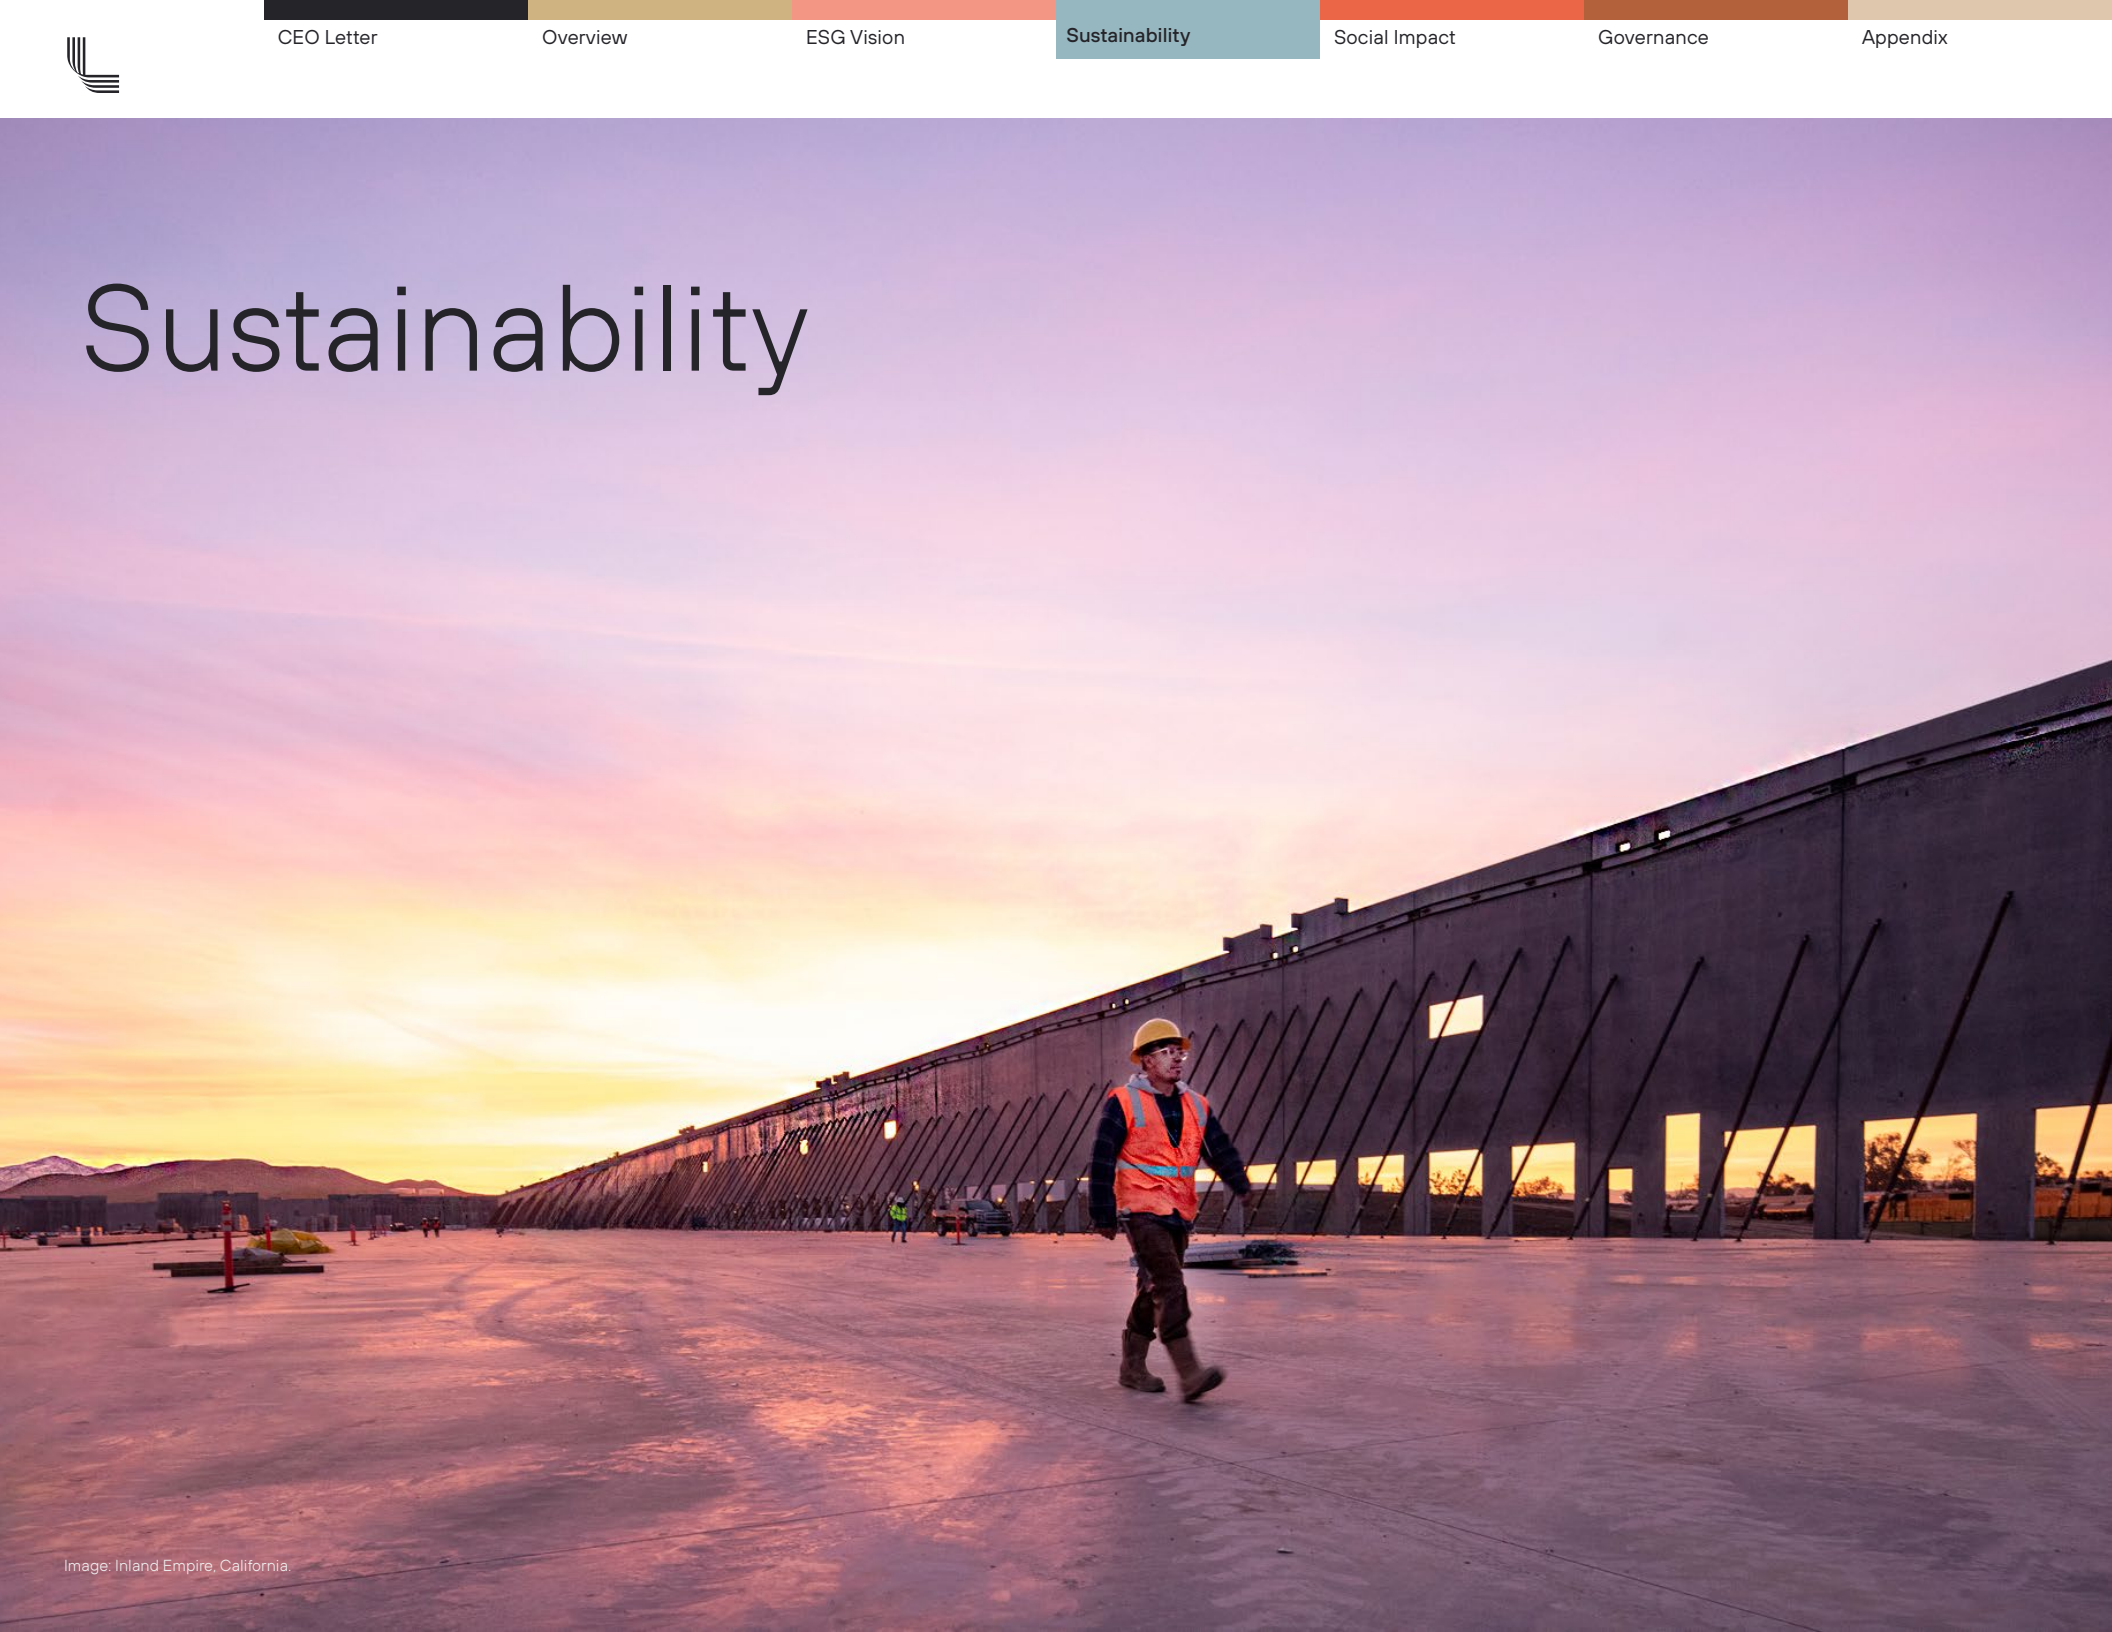 CEO Letter
Overview
ESG Vision
Sustainability
Social Impact
Governance
Appendix
Sustainability
Image: Inland Empire, California.